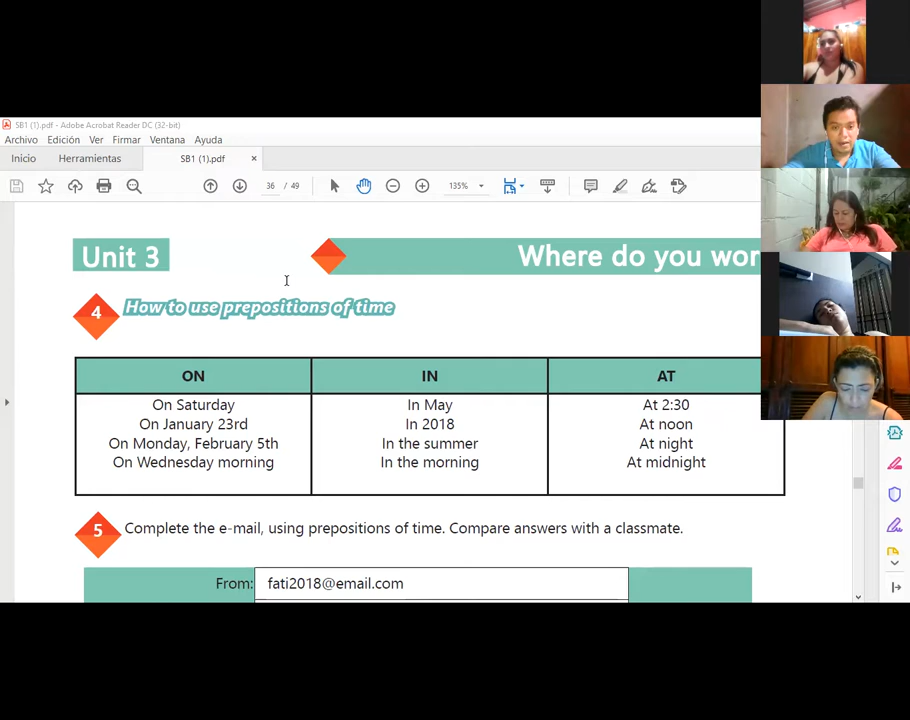 SB1 (1).pdf - Adobe Acrobat Reader DC (32-bit)
Archivo Edición Ver Firmar Ventana Ayuda
Inicio Herramientas SB1 (1).pdf ×
36 / 49 135%
Unit 3 Where do you wor
4 How to use prepositions of time
ON IN AT
On Saturday In May At 2:30
On January 23rd In 2018 At noon
On Monday, February 5th In the summer At night
On Wednesday morning In the morning At midnight
5 Complete the e-mail, using prepositions of time. Compare answers with a classmate.
From: fati2018@email.com